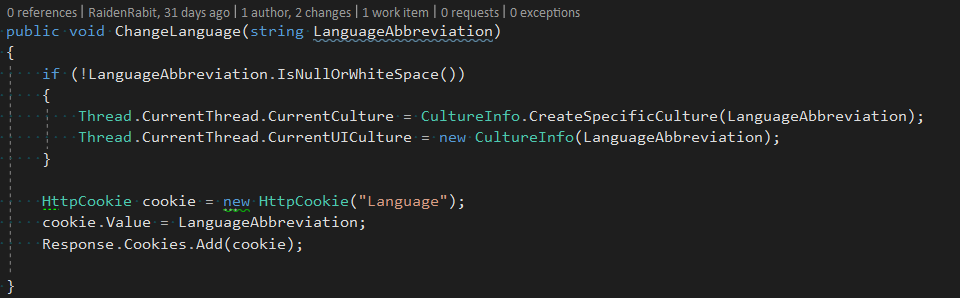 0 references | RaidenRabit, 31 days ago | 1 author, 2 changes | 1 work item | 0 requests | 0 exceptions
public void ChangeLanguage(string LanguageAbbreviation)
{
    if (!LanguageAbbreviation.IsNullOrWhiteSpace())
    {
        Thread.CurrentThread.CurrentCulture = CultureInfo.CreateSpecificCulture(LanguageAbbreviation);
        Thread.CurrentThread.CurrentUICulture = new CultureInfo(LanguageAbbreviation);
    }
    HttpCookie cookie = new HttpCookie("Language");
    cookie.Value = LanguageAbbreviation;
    Response.Cookies.Add(cookie);
}